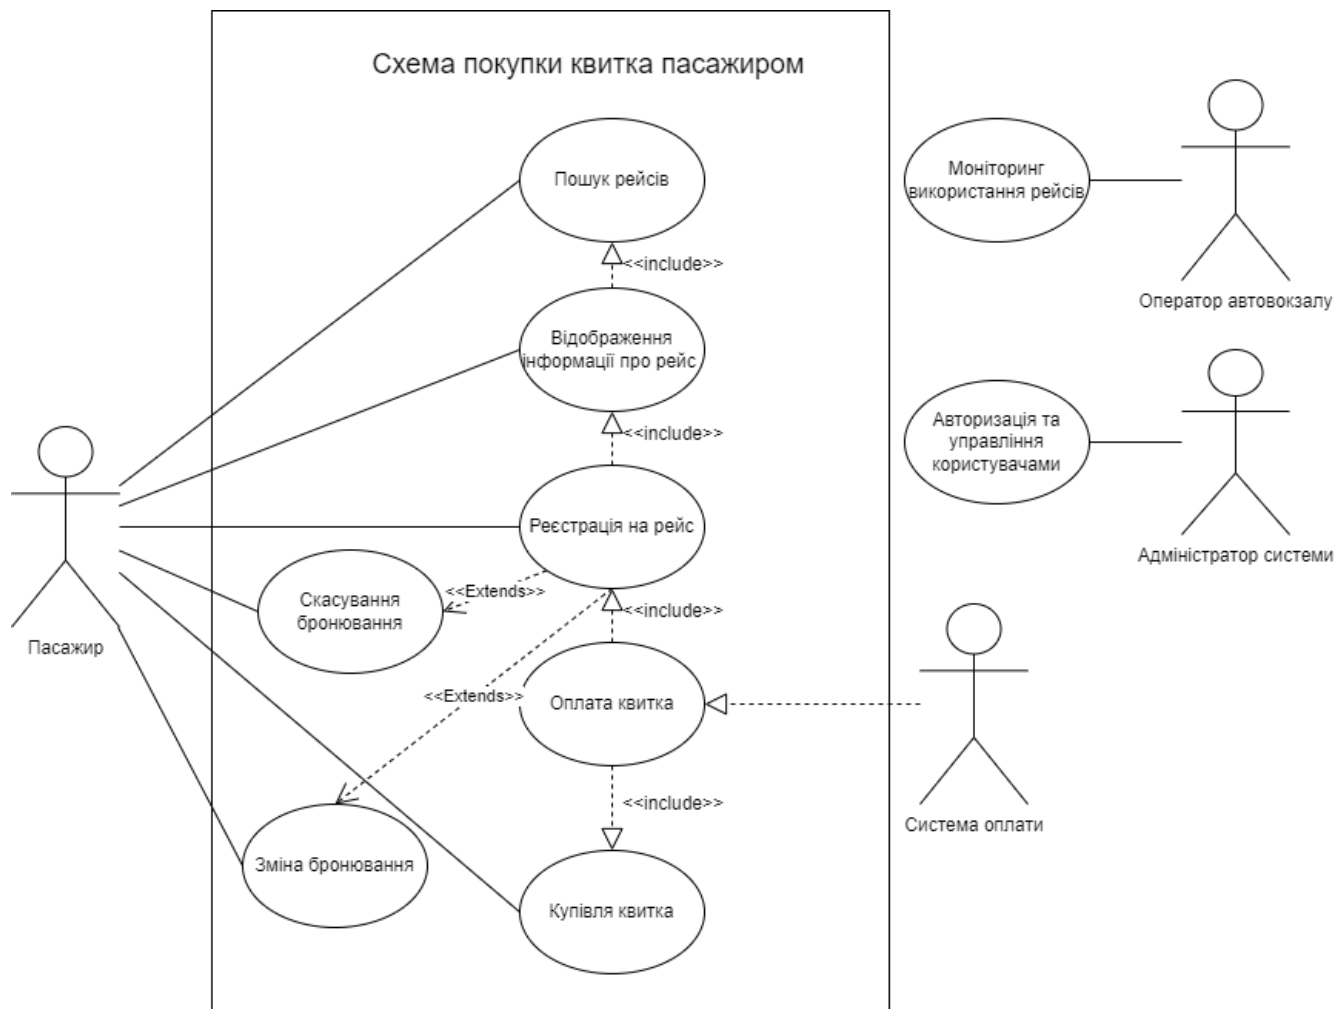 Схема покупки квитка пасажиром
Пошук рейсів
<<include>>
Відображення
інформації про рейс
<<include>>
Реєстрація на рейс
<<Extends>>
Скасування
бронювання
<<include>>
<<Extends>>
Оплата квитка
<<include>>
Зміна бронювання
Купівля квитка
Пасажир
Моніторинг
використання рейсів
Оператор автовокзалу
Авторизація та
управління
користувачами
Адміністратор системи
Система оплати